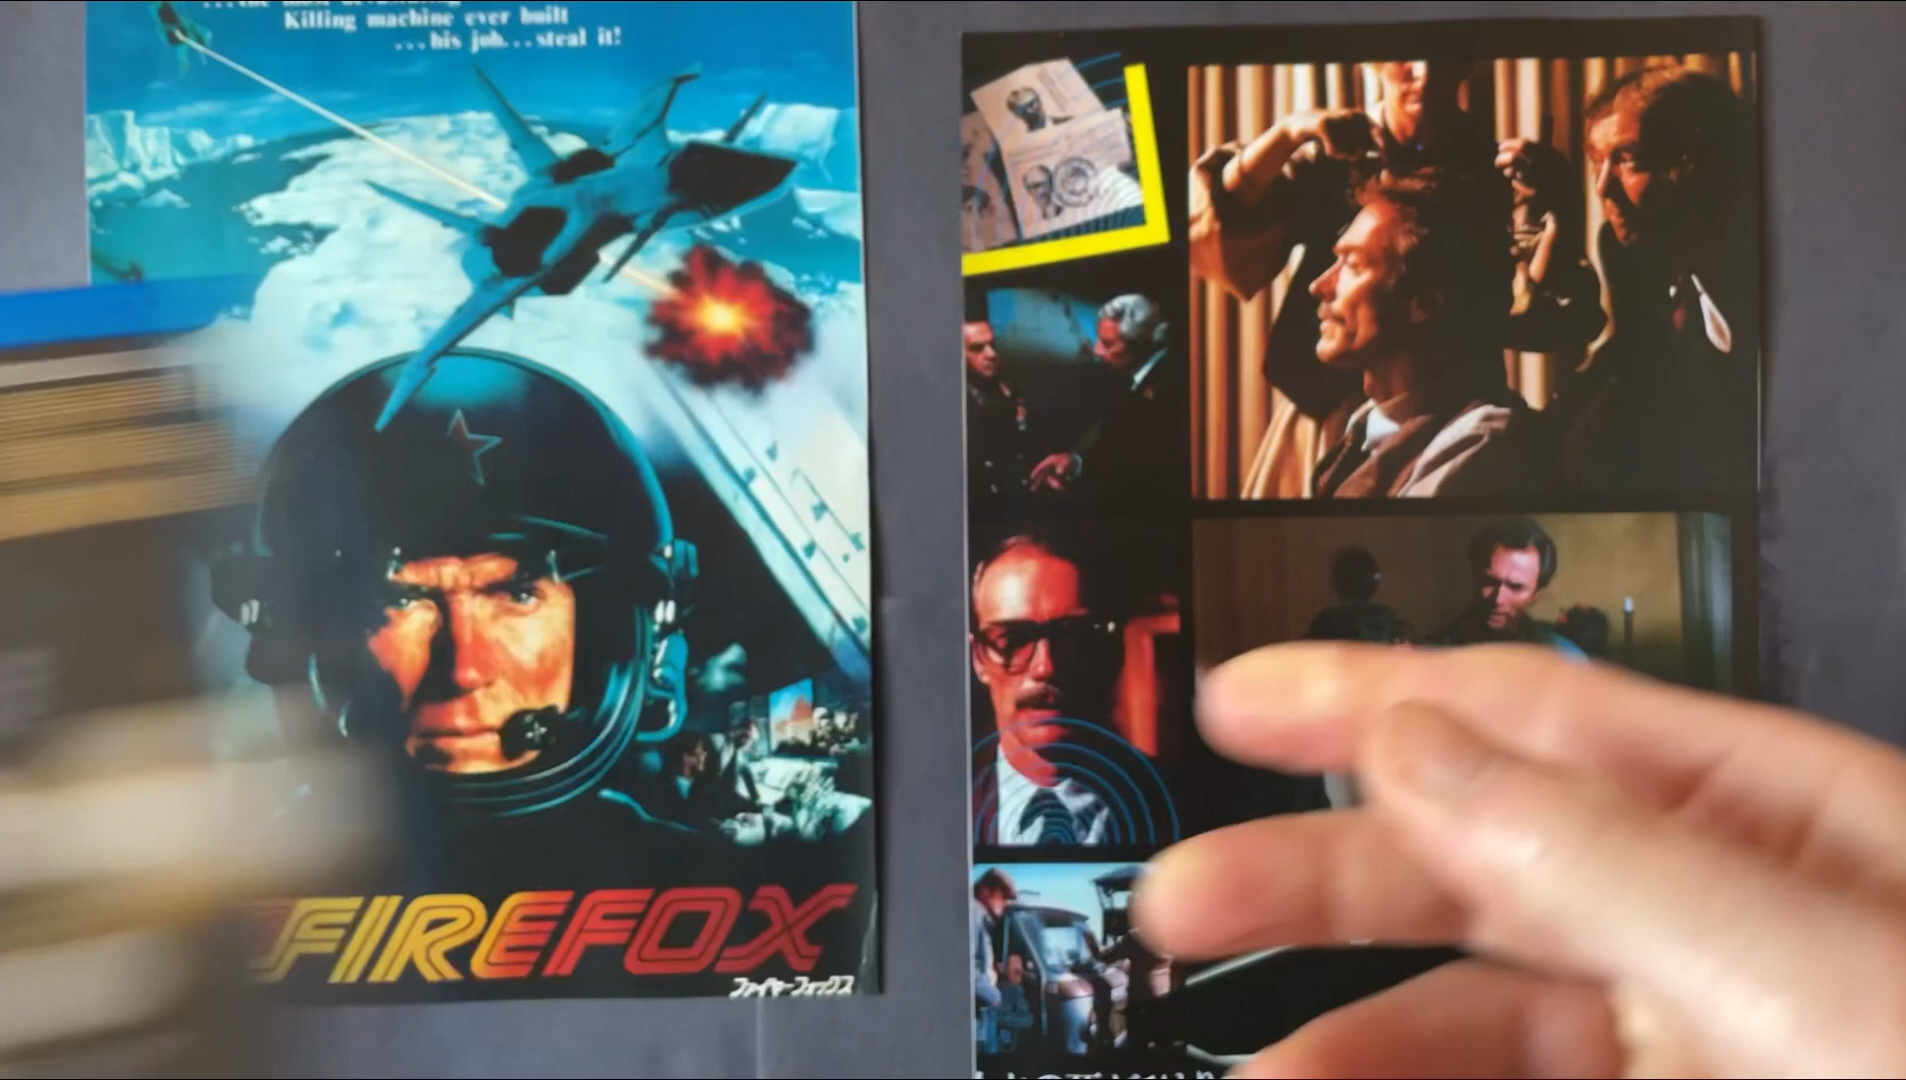 Killing machine ever built
...his job...steal it!
FIREFOX
ファイヤーフォックス